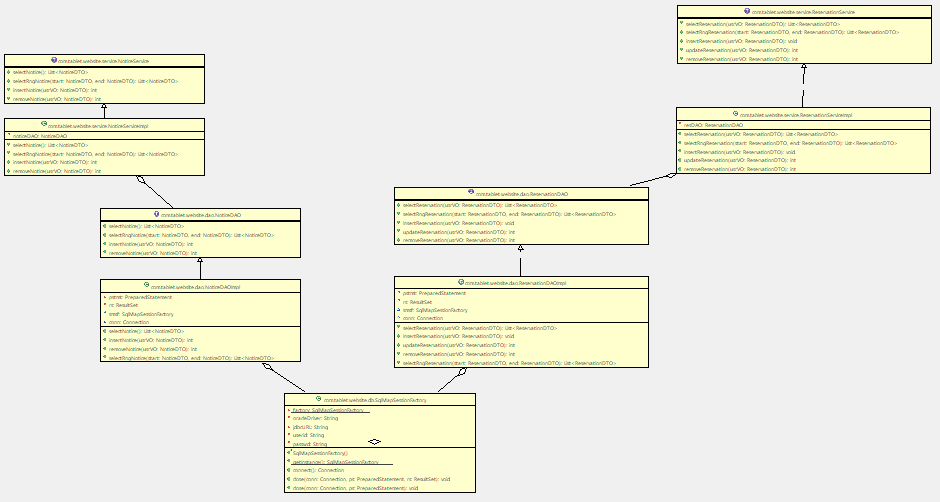 com.tablet.website.service.ReservationService
selectReservation(usrVO: ReservationDTO): List<ReservationDTO>
selectRngReservation(start: ReservationDTO, end: ReservationDTO): List<ReservationDTO>
insertReservation(usrVO: ReservationDTO): void
updateReservation(usrVO: ReservationDTO): int
removeReservation(usrVO: ReservationDTO): int
com.tablet.website.service.NoticeService
selectNotice(): List<NoticeDTO>
selectRngNotice(start: NoticeDTO, end: NoticeDTO): List<NoticeDTO>
insertNotice(usrVO: NoticeDTO): int
removeNotice(usrVO: NoticeDTO): int
com.tablet.website.service.NoticeServiceImpl
noticeDAO: NoticeDAO
selectNotice(): List<NoticeDTO>
selectRngNotice(start: NoticeDTO, end: NoticeDTO): List<NoticeDTO>
insertNotice(usrVO: NoticeDTO): int
removeNotice(usrVO: NoticeDTO): int
com.tablet.website.service.ReservationServiceImpl
resDAO: ReservationDAO
selectReservation(usrVO: ReservationDTO): List<ReservationDTO>
selectRngReservation(start: ReservationDTO, end: ReservationDTO): List<ReservationDTO>
insertReservation(usrVO: ReservationDTO): void
updateReservation(usrVO: ReservationDTO): int
removeReservation(usrVO: ReservationDTO): int
com.tablet.website.dao.NoticeDAO
selectNotice(): List<NoticeDTO>
selectRngNotice(start: NoticeDTO, end: NoticeDTO): List<NoticeDTO>
insertNotice(usrVO: NoticeDTO): int
removeNotice(usrVO: NoticeDTO): int
com.tablet.website.dao.ReservationDAO
selectReservation(usrVO: ReservationDTO): List<ReservationDTO>
selectRngReservation(start: ReservationDTO, end: ReservationDTO): List<ReservationDTO>
insertReservation(usrVO: ReservationDTO): void
updateReservation(usrVO: ReservationDTO): int
removeReservation(usrVO: ReservationDTO): int
com.tablet.website.dao.NoticeDAOImpl
pstmt: PreparedStatement
rs: ResultSet
smsf: SqlMapSessionFactory
conn: Connection
selectNotice(): List<NoticeDTO>
insertNotice(usrVO: NoticeDTO): int
removeNotice(usrVO: NoticeDTO): int
selectRngNotice(start: NoticeDTO, end: NoticeDTO): List<NoticeDTO>
com.tablet.website.dao.ReservationDAOImpl
pstmt: PreparedStatement
rs: ResultSet
smsf: SqlMapSessionFactory
conn: Connection
selectReservation(usrVO: ReservationDTO): List<ReservationDTO>
insertReservation(usrVO: ReservationDTO): void
updateReservation(usrVO: ReservationDTO): int
removeReservation(usrVO: ReservationDTO): int
selectRngReservation(start: ReservationDTO, end: ReservationDTO): List<ReservationDTO>
com.tablet.website.db.SqlMapSessionFactory
factory: SqlMapSessionFactory
oracleDriver: String
jdbcURL: String
userid: String
passwd: String
SqlMapSessionFactory()
getInstance(): SqlMapSessionFactory
connect(): Connection
close(conn: Connection, ps: PreparedStatement, rs: ResultSet): void
close(conn: Connection, ps: PreparedStatement): void